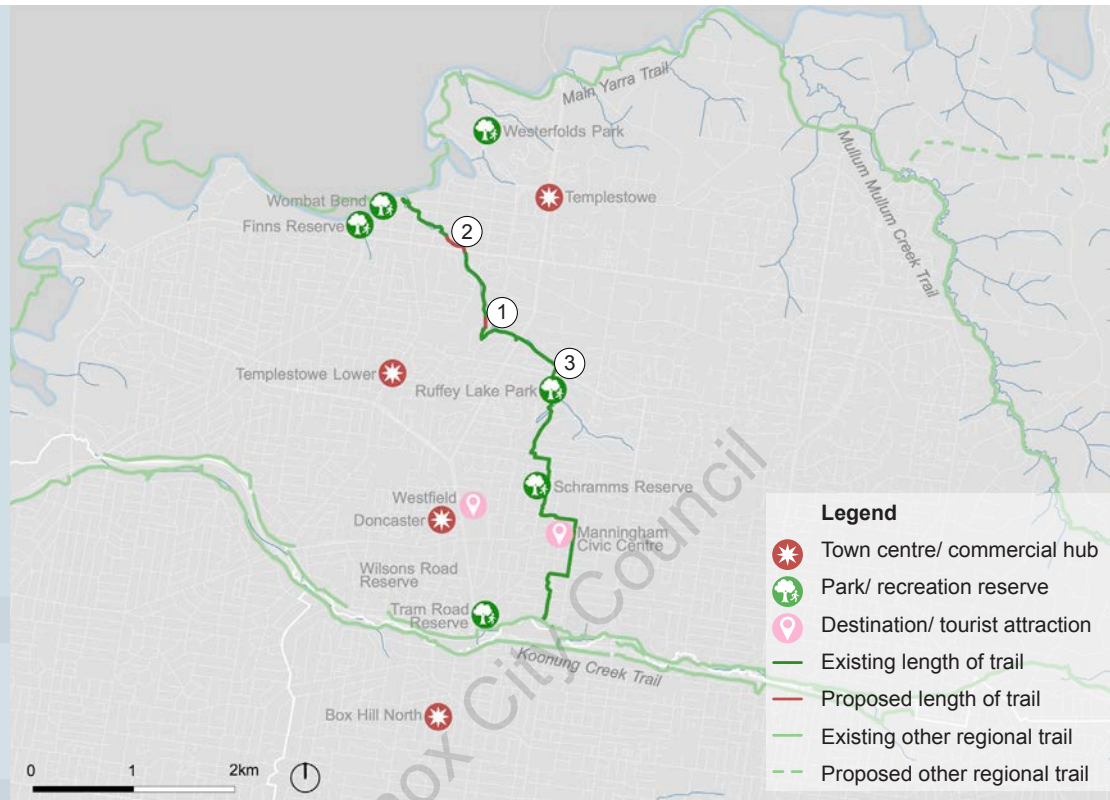 Main Yarra Trail
Westerfolds Park
Mullum Mullum Creek Trail
Wombat Bend
Templestowe
Finns Reserve
2
1
3
Templestowe Lower
Ruffey Lake Park
Westfield
Schramms Reserve
Doncaster
Manningham
Civic Centre
Wilsons Road
Reserve
Tram Road
Reserve
Koonung Creek Trail
Box Hill North
box City Council
0 1 2km
Legend
Town centre/ commercial hub
Park/ recreation reserve
Destination/ tourist attraction
Existing length of trail
Proposed length of trail
Existing other regional trail
Proposed other regional trail